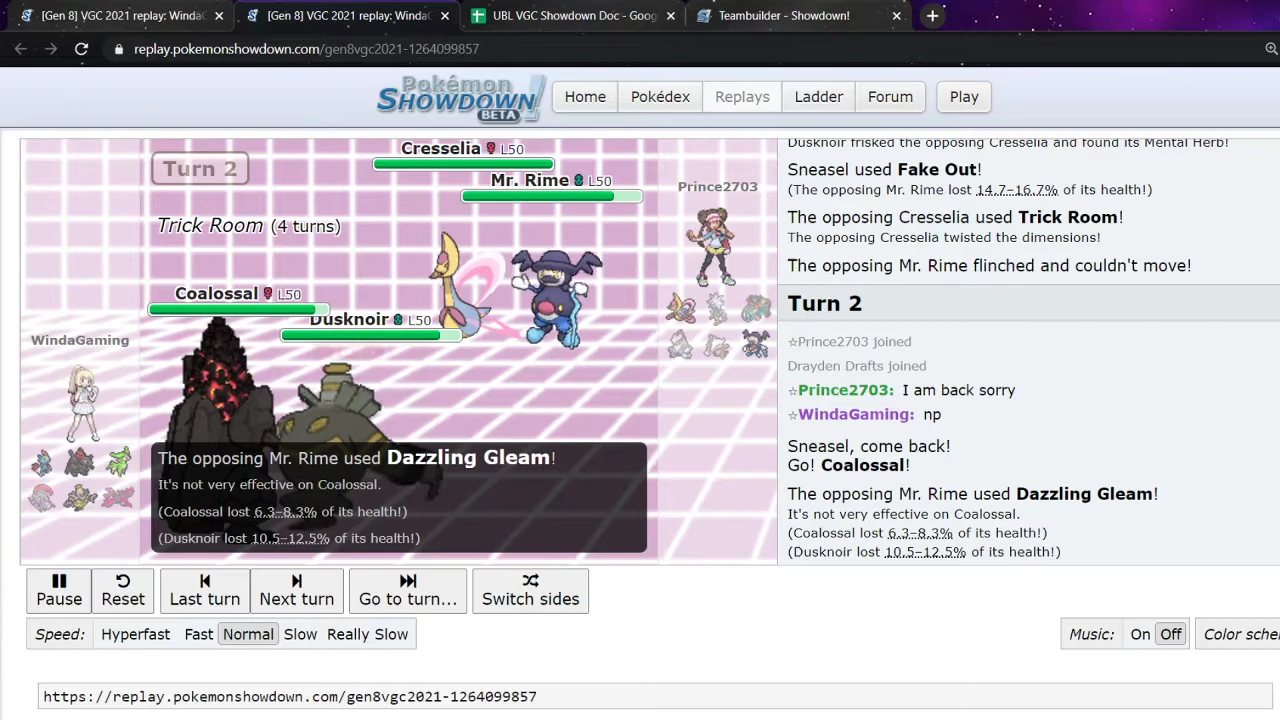 [Gen 8] VGC 2021 replay: Winda
[Gen 8] VGC 2021 replay: Winda
UBL VGC Showdown Doc - Goog
Teambuilder - Showdown!
replay.pokemonshowdown.com/gen8vgc2021-1264099857
Pokémon
SHOWDOWN!
BETA
Home
Pokédex
Replays
Ladder
Forum
Play
Turn 2
Cresselia L50
Mr. Rime L50
Prince2703
Trick Room (4 turns)
Coalossal L50
Dusknoir L50
WindaGaming
The opposing Mr. Rime used Dazzling Gleam!
It's not very effective on Coalossal.
(Coalossal lost 6.3–8.3% of its health!)
(Dusknoir lost 10.5–12.5% of its health!)
Dusknoir frisked the opposing Cresselia and found its Mental Herb!
Sneasel used Fake Out!
(The opposing Mr. Rime lost 14.7–16.7% of its health!)
The opposing Cresselia used Trick Room!
The opposing Cresselia twisted the dimensions!
The opposing Mr. Rime flinched and couldn't move!
Turn 2
☆Prince2703 joined
Drayden Drafts joined
☆Prince2703: I am back sorry
☆WindaGaming: np
Sneasel, come back!
Go! Coalossal!
The opposing Mr. Rime used Dazzling Gleam!
It's not very effective on Coalossal.
(Coalossal lost 6.3–8.3% of its health!)
(Dusknoir lost 10.5–12.5% of its health!)
Pause
Reset
Last turn
Next turn
Go to turn...
Switch sides
Speed: Hyperfast Fast Normal Slow Really Slow
Music: On Off
Color sche
https://replay.pokemonshowdown.com/gen8vgc2021-1264099857